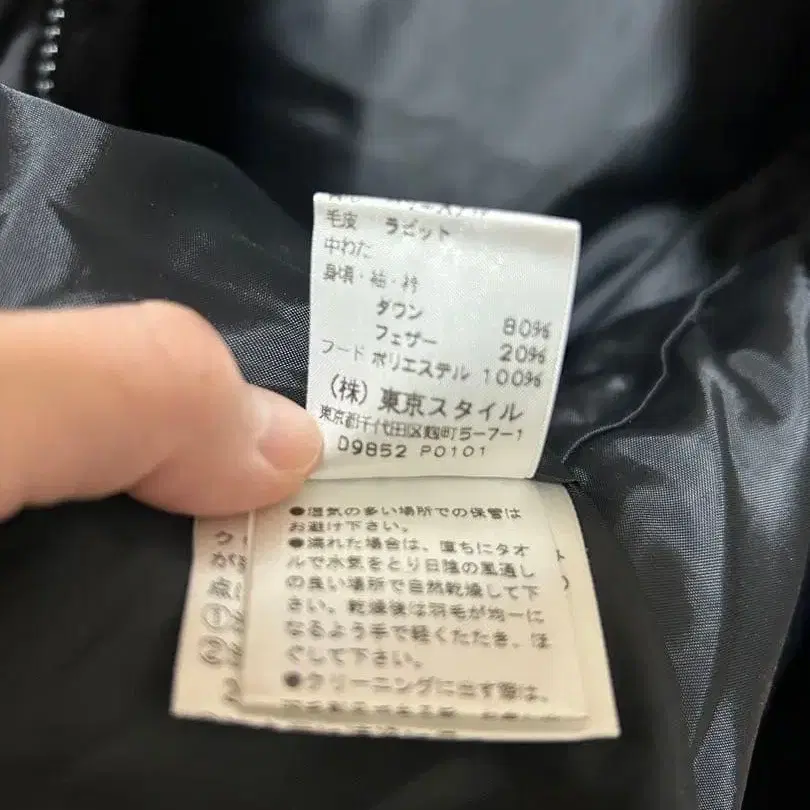 毛皮 ラビット
中わた
身頃・袖・衿
ダウン 80%
フェザー 20%
フード ポリエステル 100%
(株) 東京スタイル
東京都千代田区麹町5-7-1
D9852 P0101
●湿気の多い場所での保管は
お避け下さい。
●濡れた場合は、直ちにタオ
ルで水気をとり日陰の風通し
の良い場所で自然乾燥して下
さい。乾燥後は羽毛が均一に
なるよう手で軽くたたき、ほ
ぐして下さい。
●クリーニングに出す際は、
ク
が
点
①
②